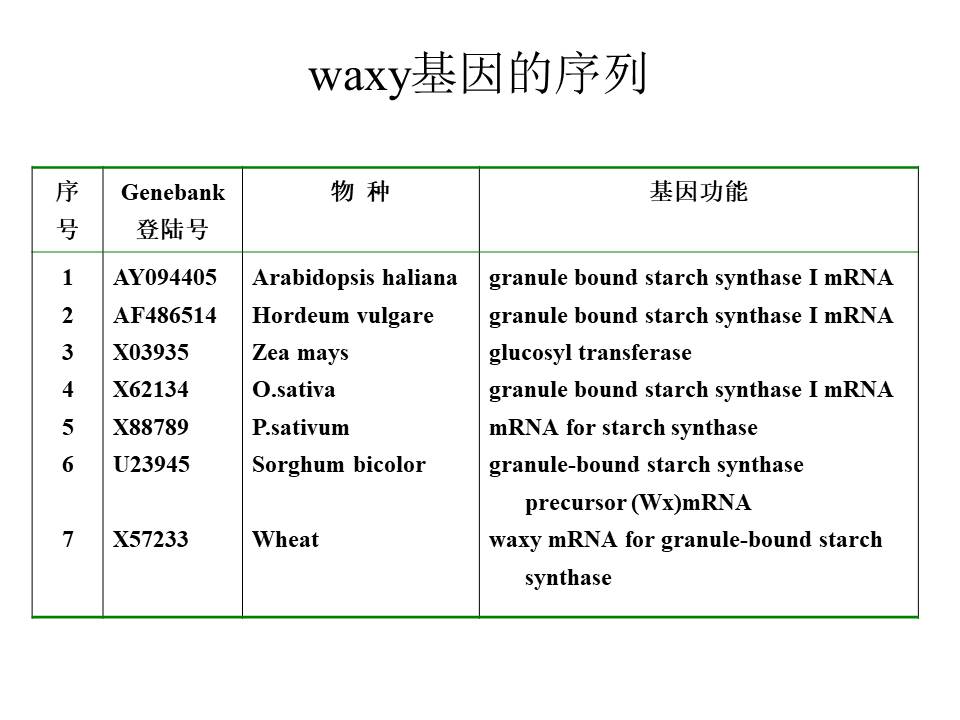 waxy基因的序列
序 Genebank 物 种 基因功能
号 登陆号
1 AY094405 Arabidopsis haliana granule bound starch synthase I mRNA
2 AF486514 Hordeum vulgare granule bound starch synthase I mRNA
3 X03935 Zea mays glucosyl transferase
4 X62134 O.sativa granule bound starch synthase I mRNA
5 X88789 P.sativum mRNA for starch synthase
6 U23945 Sorghum bicolor granule-bound starch synthase
precursor (Wx)mRNA
7 X57233 Wheat waxy mRNA for granule-bound starch
synthase